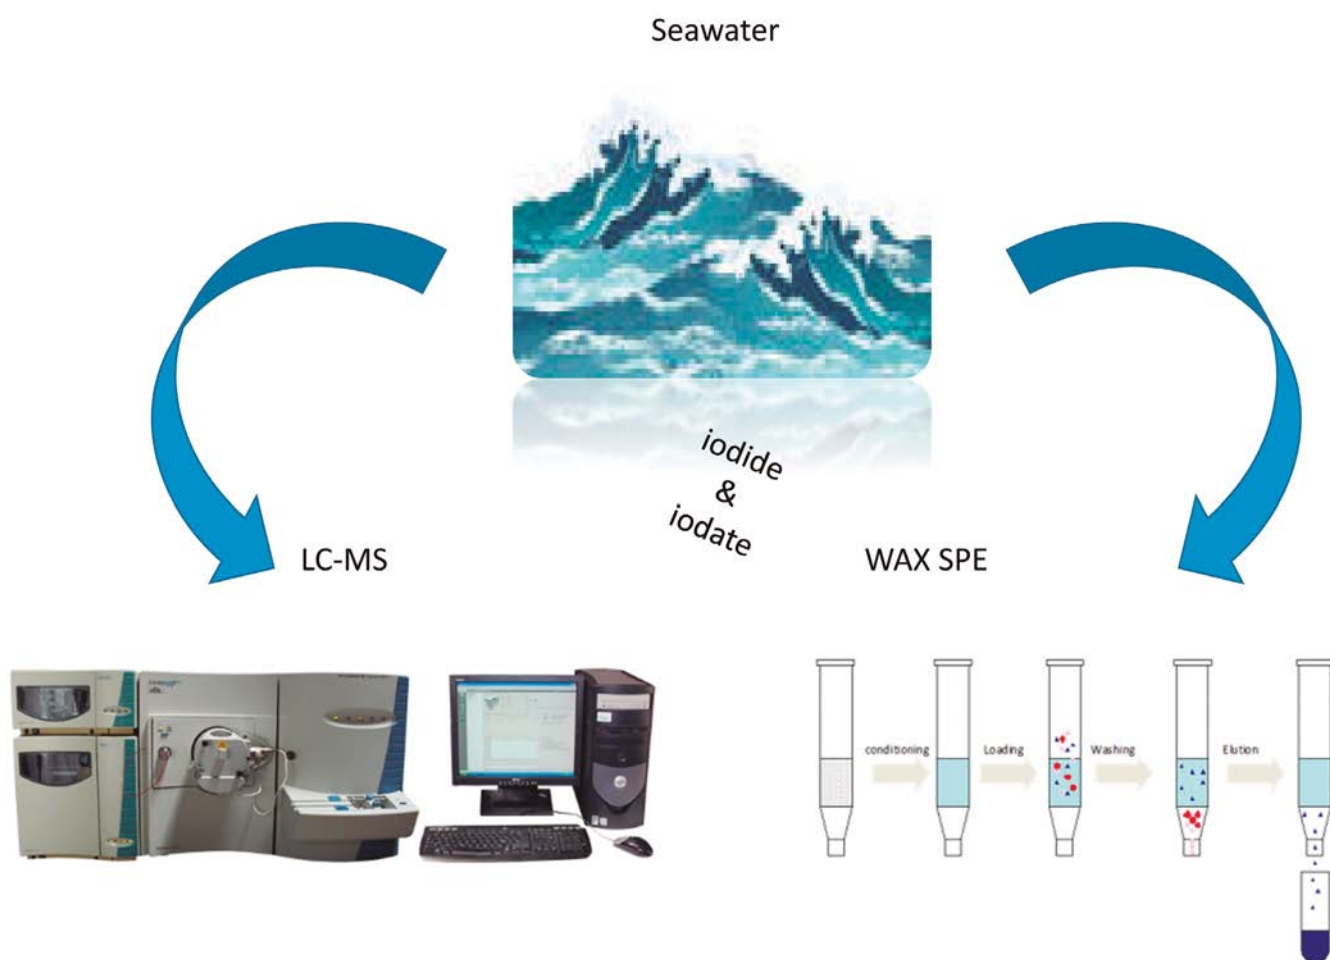 Seawater
iodide
&
iodate
LC-MS
WAX SPE
conditioning
Loading
Washing
Elution